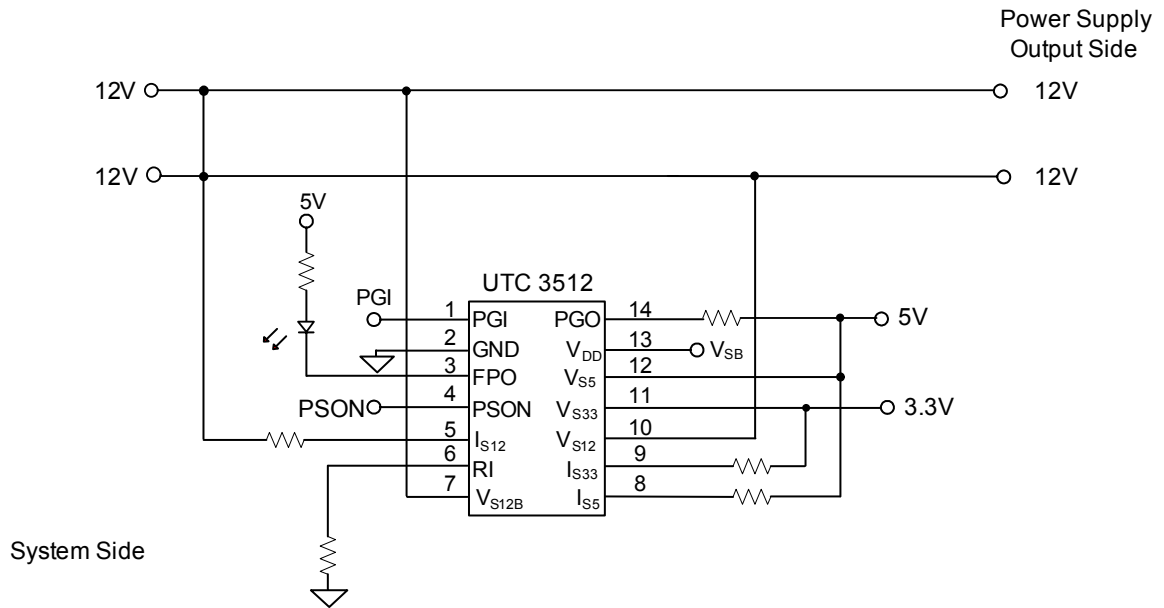 Power Supply
Output Side
12V
12V
12V
12V
5V
UTC 3512
PGI
1
PGI
PGO
14
5V
2
GND
VDD
13
VSB
3
FPO
VS5
12
PSON
4
PSON
VS33
11
3.3V
5
IS12
VS12
10
6
RI
IS33
9
7
VS12B
IS5
8
System Side